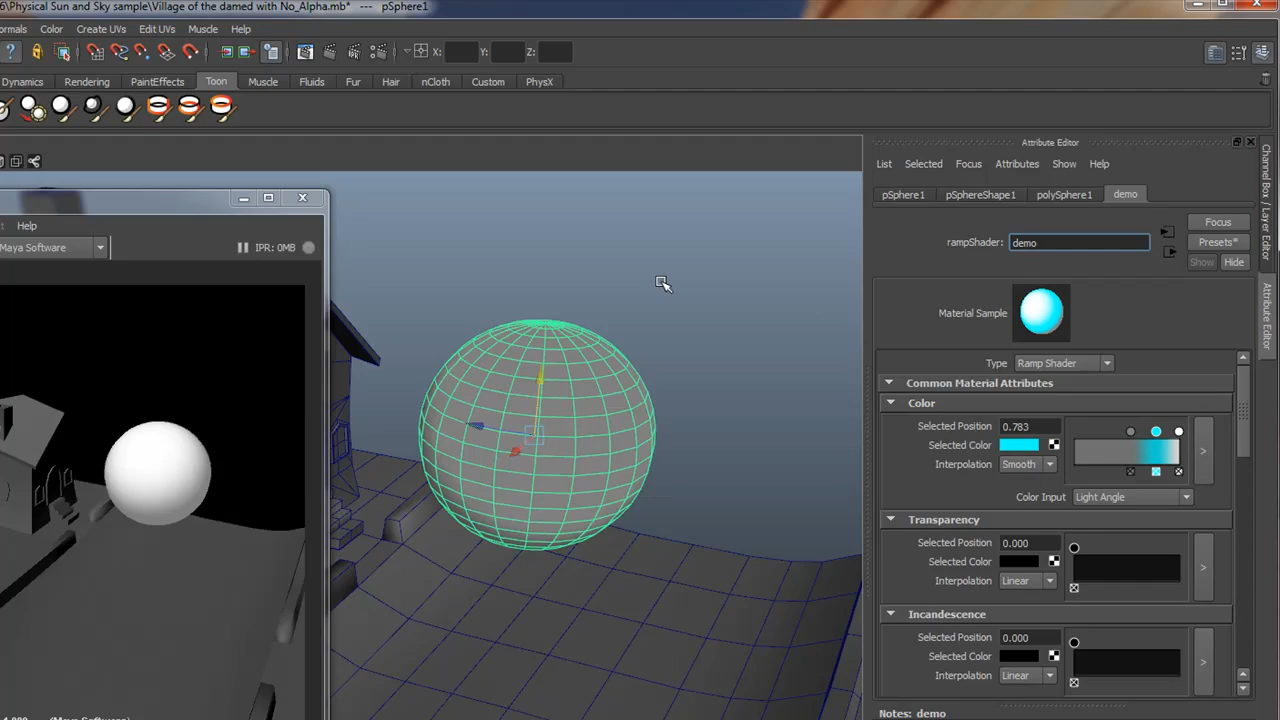 6\Physical Sun and Sky sample\Village of the damed with No_Alpha.mb* --- pSphere1
ormals Color Create UVs Edit UVs Muscle Help
? X: Y: Z:
Dynamics Rendering PaintEffects Toon Muscle Fluids Fur Hair nCloth Custom PhysX
Attribute Editor
List Selected Focus Attributes Show Help
pSphere1 pSphereShape1 polySphere1 demo
Help
Maya Software IPR: 0MB
Focus
rampShader: demo
Presets*
Show Hide
Material Sample
Type Ramp Shader
Common Material Attributes
Color
Selected Position 0.783
Selected Color
Interpolation Smooth
>
Color Input Light Angle
Transparency
Selected Position 0.000
Selected Color
Interpolation Linear
>
Incandescence
Selected Position 0.000
Selected Color
Interpolation Linear
>
Notes: demo
Channel Box / Layer Editor
Attribute Editor